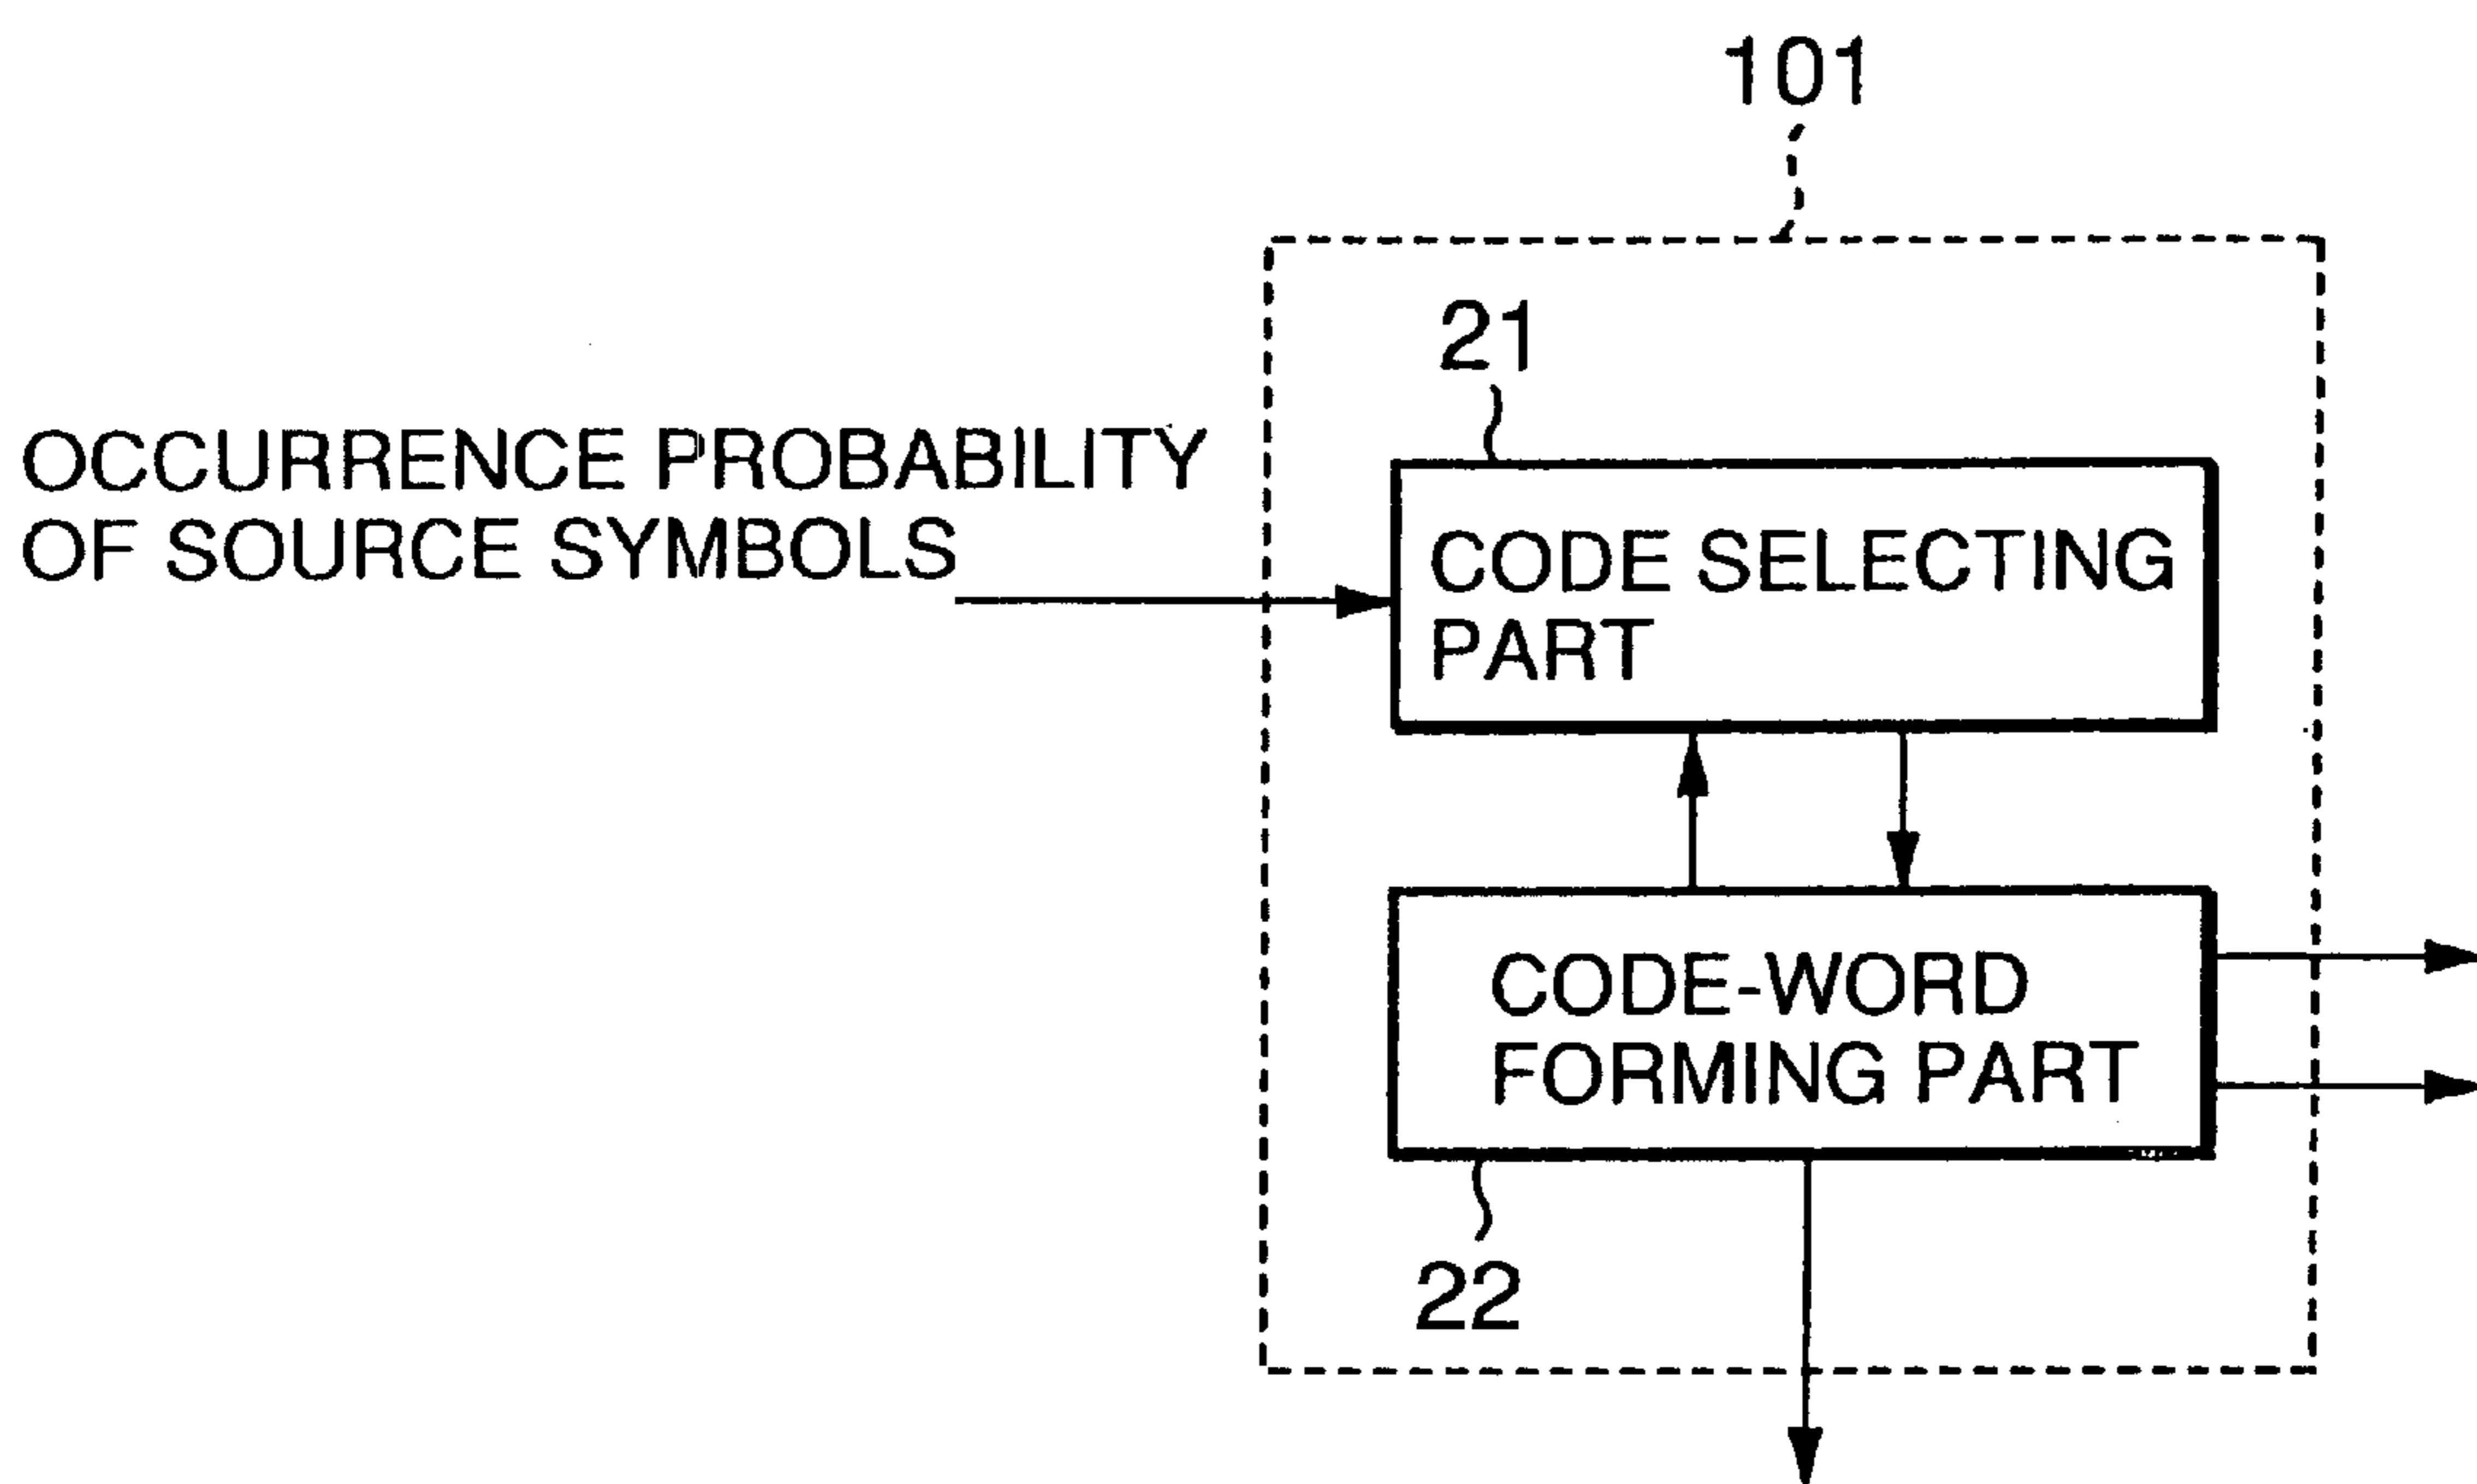 101
21
OCCURRENCE PROBABILITY
OF SOURCE SYMBOLS
CODE SELECTING
PART
CODE-WORD
FORMING PART
22